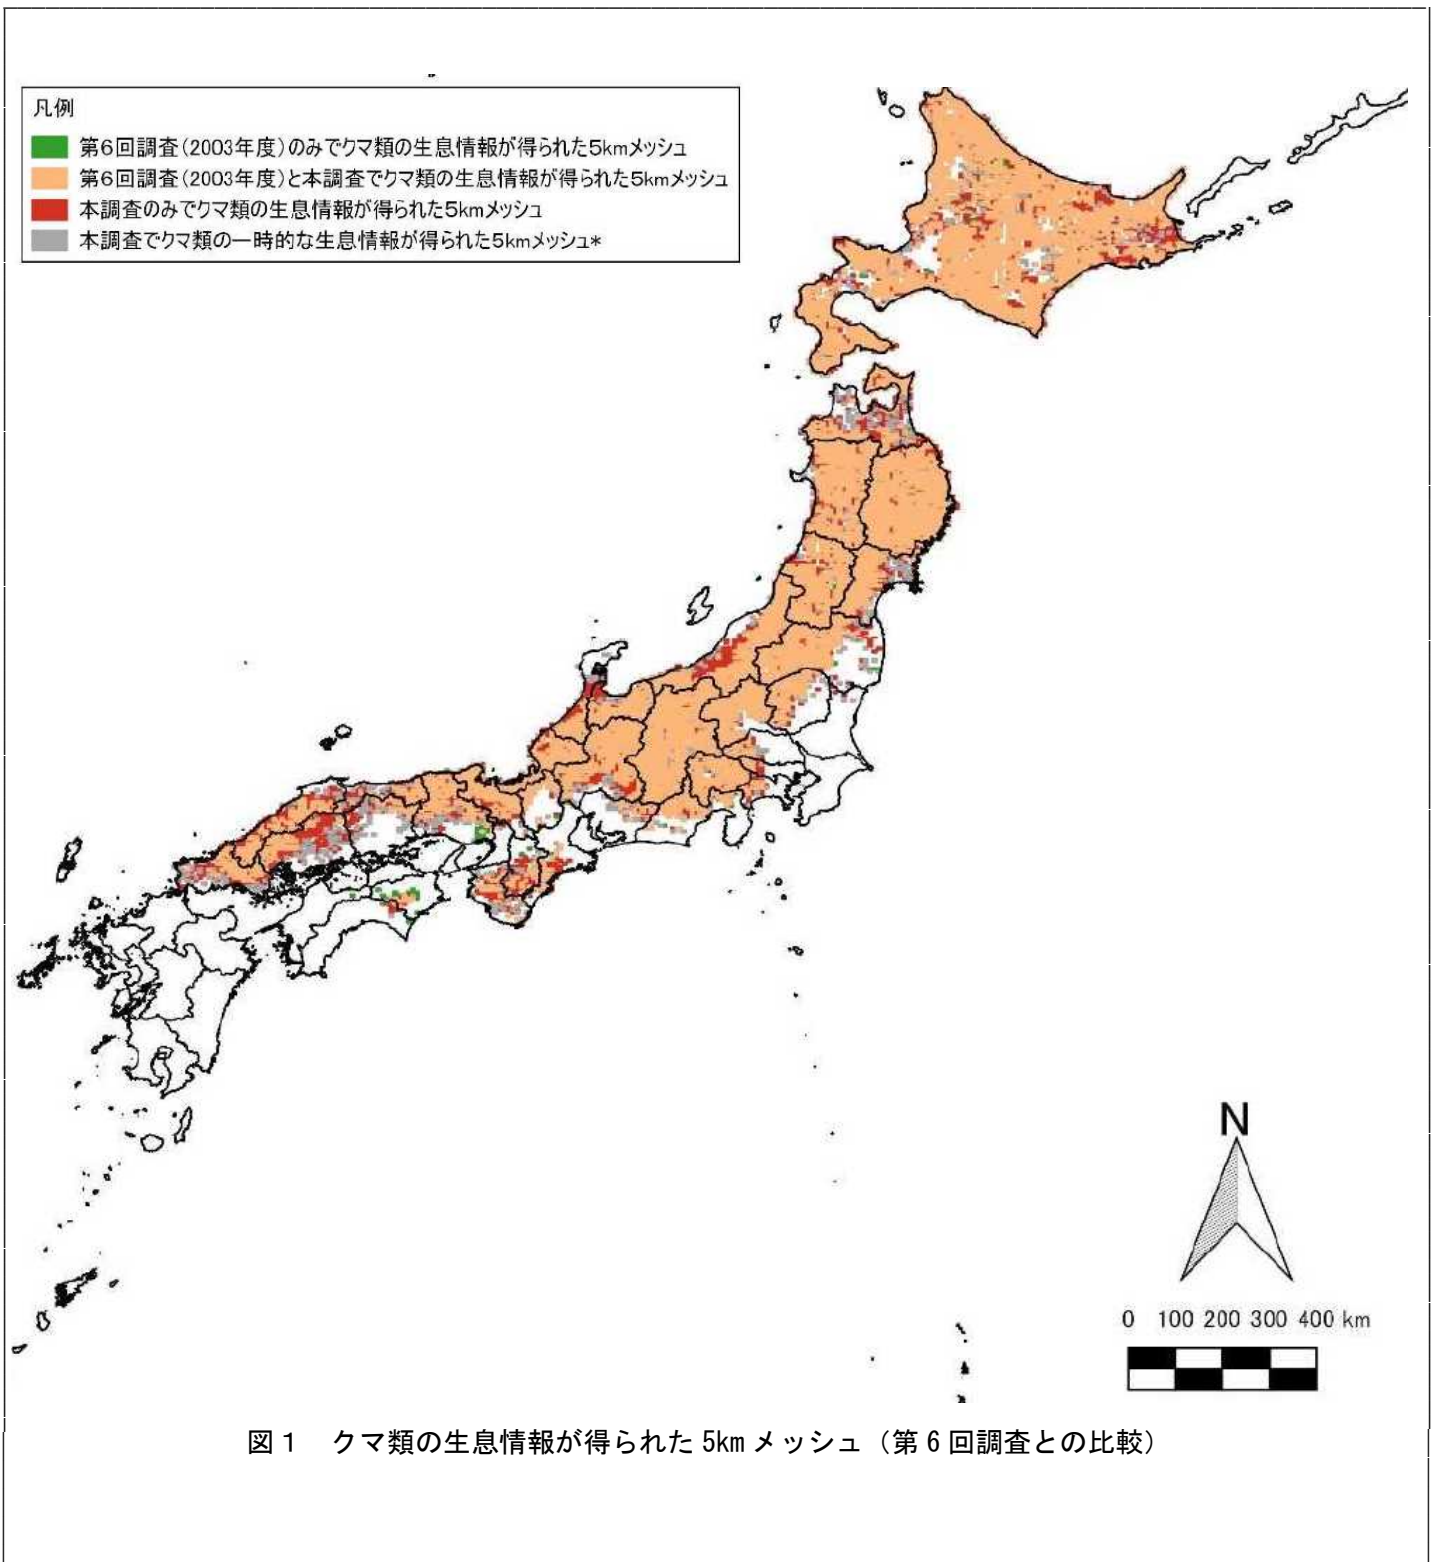 凡例
第6回調査(2003年度)のみでクマ類の生息情報が得られた5kmメッシュ
第6回調査(2003年度)と本調査でクマ類の生息情報が得られた5kmメッシュ
本調査のみでクマ類の生息情報が得られた5kmメッシュ
本調査でクマ類の一時的な生息情報が得られた5kmメッシュ*
N
0 100 200 300 400 km
図1 クマ類の生息情報が得られた 5km メッシュ（第6回調査との比較）